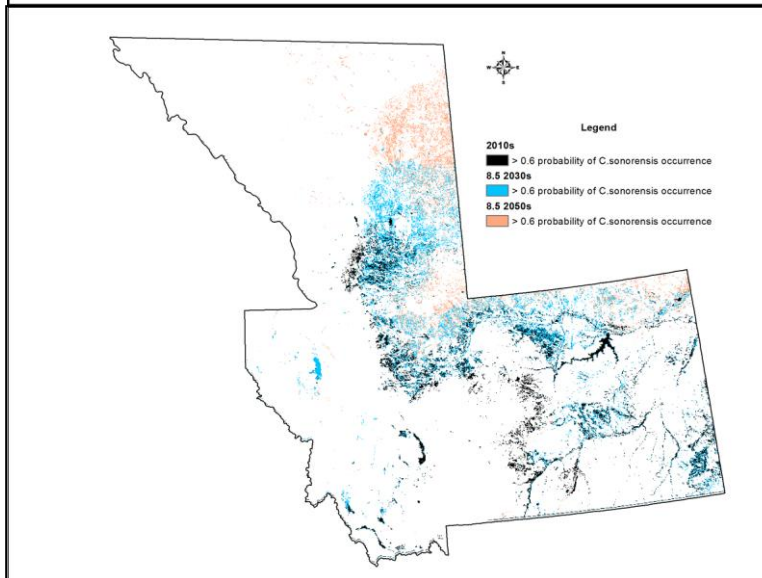 N
W E
S
Legend
2010s
> 0.6 probability of C.sonorensis occurrence
8.5 2030s
> 0.6 probability of C.sonorensis occurrence
8.5 2050s
> 0.6 probability of C.sonorensis occurrence